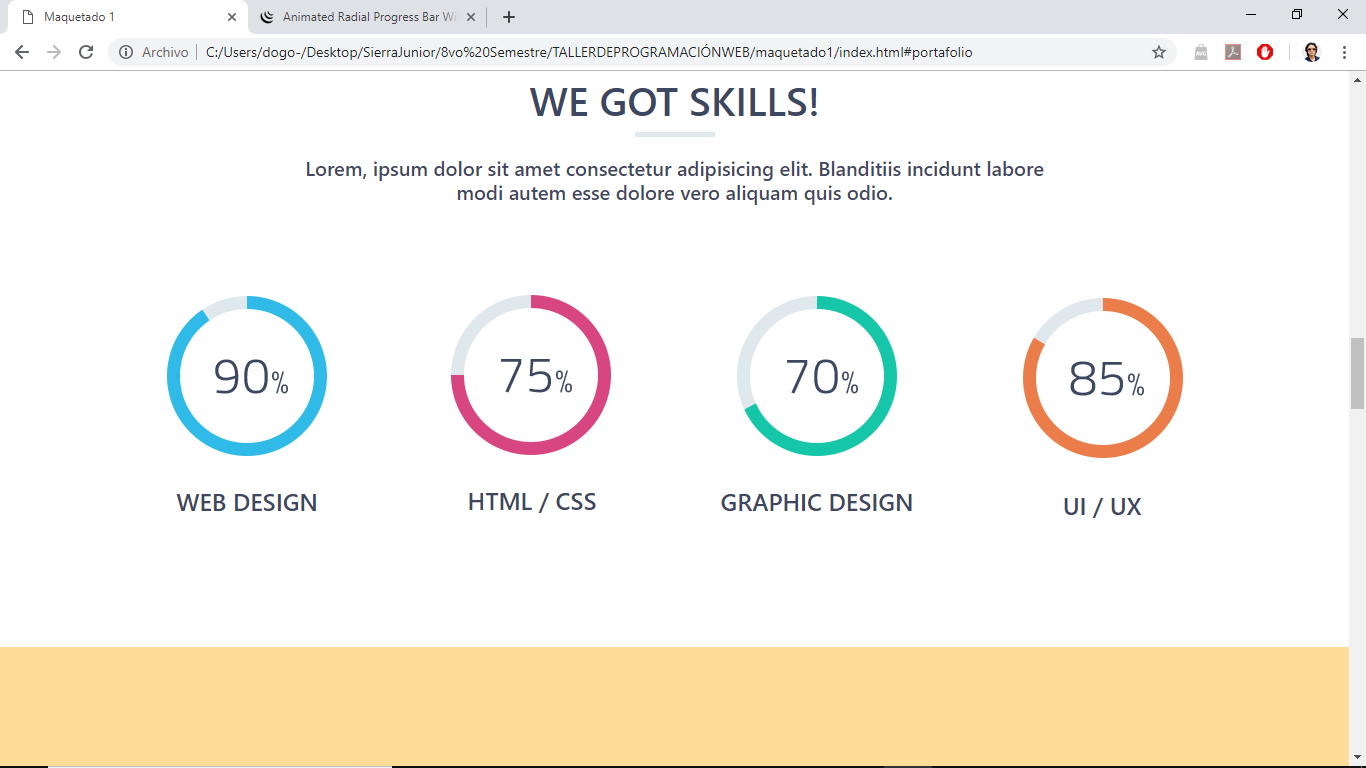 Maquetado 1
Animated Radial Progress Bar Wi
Archivo
C:/Users/dogo-/Desktop/SierraJunior/8vo%20Semestre/TALLERDEPROGRAMACIÓNWEB/maquetado1/index.html#portafolio
WE GOT SKILLS!
Lorem, ipsum dolor sit amet consectetur adipisicing elit. Blanditiis incidunt labore
modi autem esse dolore vero aliquam quis odio.
90%
75%
70%
85%
WEB DESIGN
HTML / CSS
GRAPHIC DESIGN
UI / UX